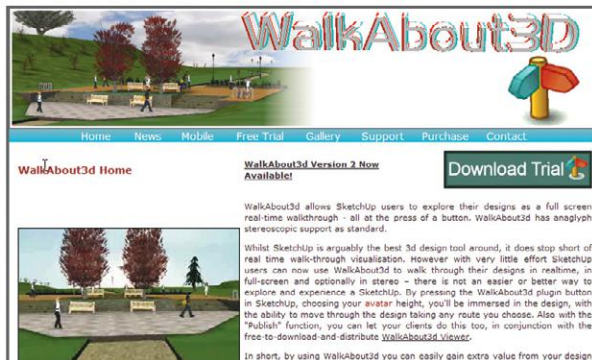 WalkAbout3D
Home News Mobile Free Trial Gallery Support Purchase Contact
WalkAbout3d Home
WalkAbout3d Version 2 Now
Available!
Download Trial
WalkAbout3d allows SketchUp users to explore their designs as a full screen
real-time walkthrough - all at the press of a button. WalkAbout3d has anaglyph
stereoscopic support as standard.
Whilst SketchUp is arguably the best 3d design tool around, it does stop short of
real time walk-through visualisation. However with very little effort SketchUp
users can now use WalkAbout3d to walk through their designs in realtime, in
full-screen and optionally in stereo – there is not an easier or better way to
explore and experience a SketchUp. By pressing the WalkAbout3d plugin button
in SketchUp, choosing your avatar height, you'll be immersed in the design, with
the ability to move through the design taking any route you choose. Also with the
"Publish" function, you can let your clients do this too, in conjunction with the
free-to-download-and-distribute WalkAbout3d Viewer.
In short, by using WalkAbout3d you can easily gain extra value from your design